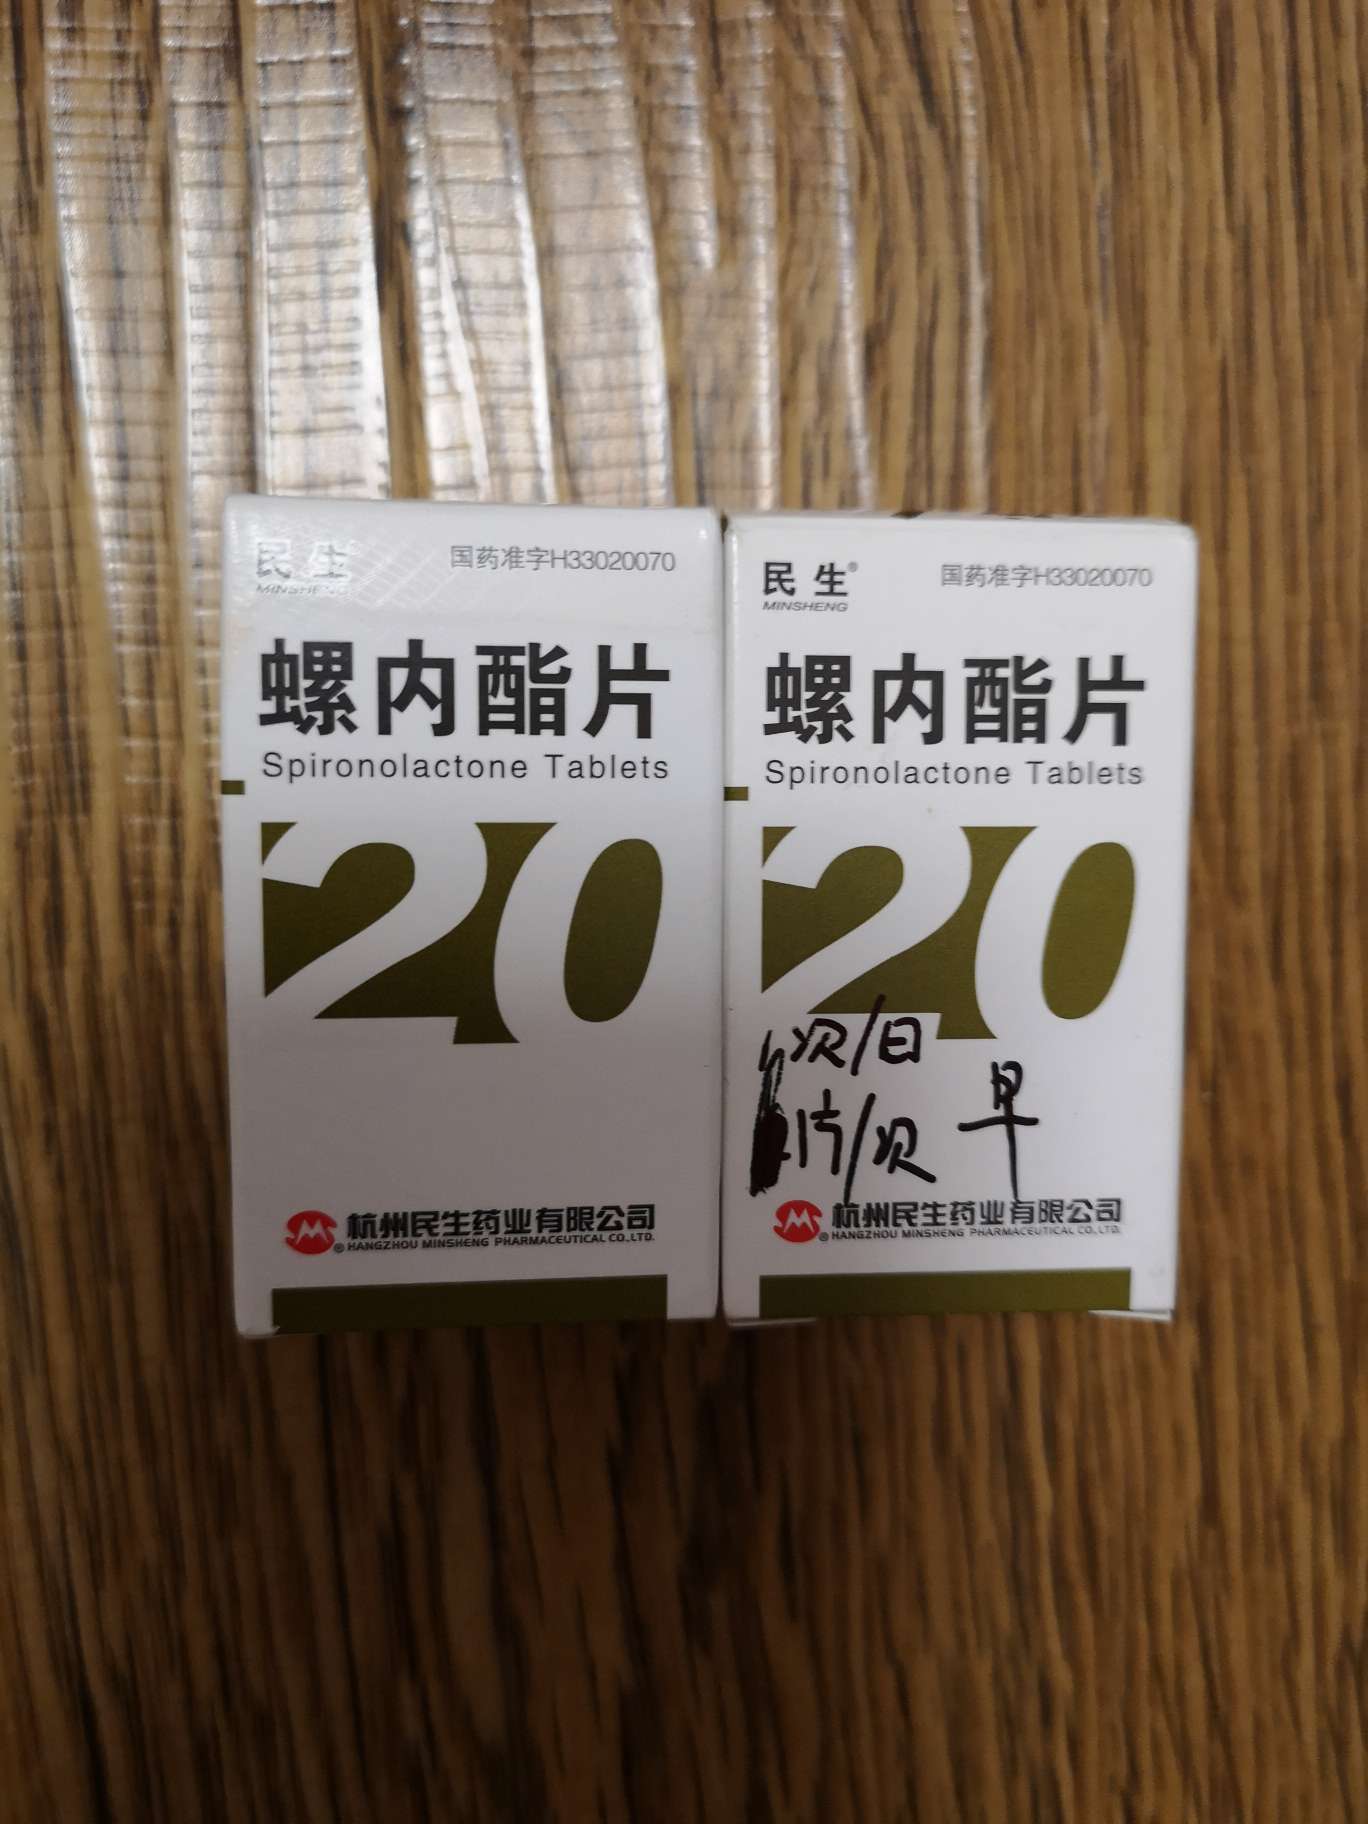 民生®
MINSHENG
国药准字H33020070
螺内酯片
Spironolactone Tablets
20
杭州民生药业有限公司
® HANGZHOU MINSHENG PHARMACEUTICAL CO.,LTD.
民生®
MINSHENG
国药准字H33020070
螺内酯片
Spironolactone Tablets
20
1次/日
1片/次 早
杭州民生药业有限公司
® HANGZHOU MINSHENG PHARMACEUTICAL CO.,LTD.